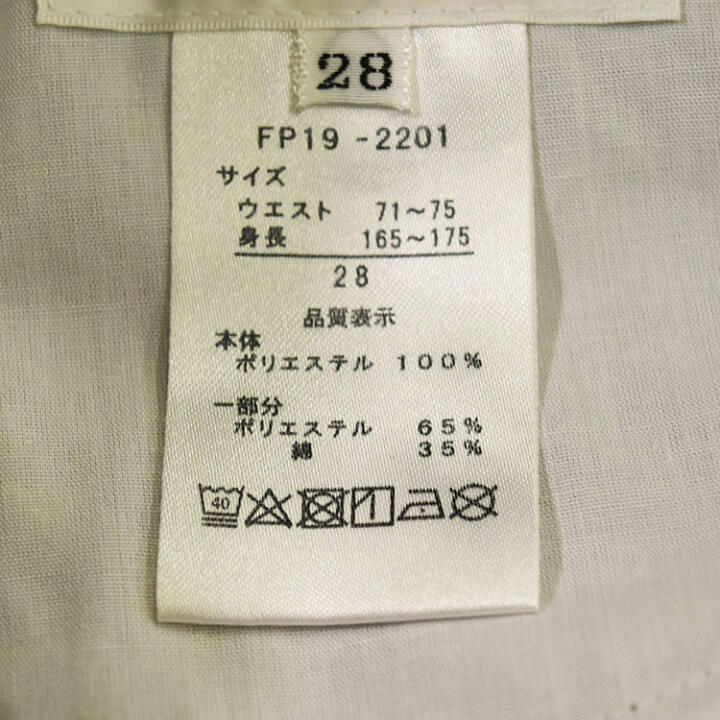 28
FP19-2201
サイズ
ウエスト 71～75
身長 165～175
28
品質表示
本体
ポリエステル 100%
一部分
ポリエステル 65%
綿 35%
40